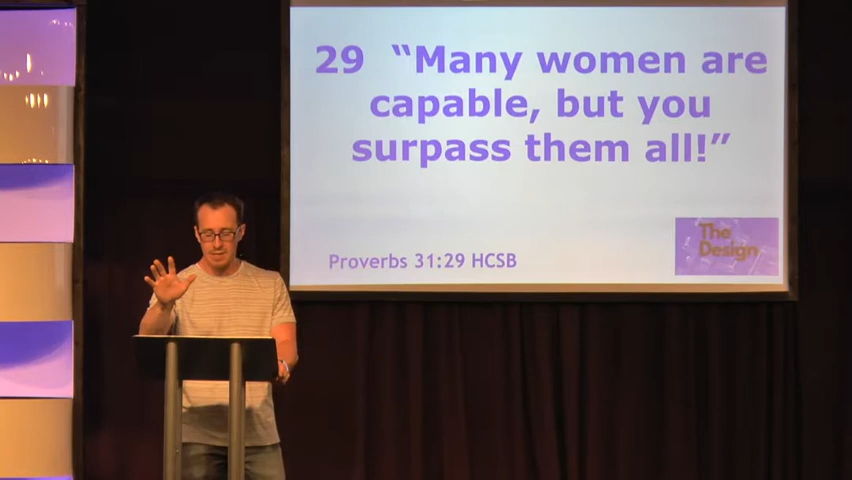 29 “Many women are
capable, but you
surpass them all!”
The
Design
Proverbs 31:29 HCSB